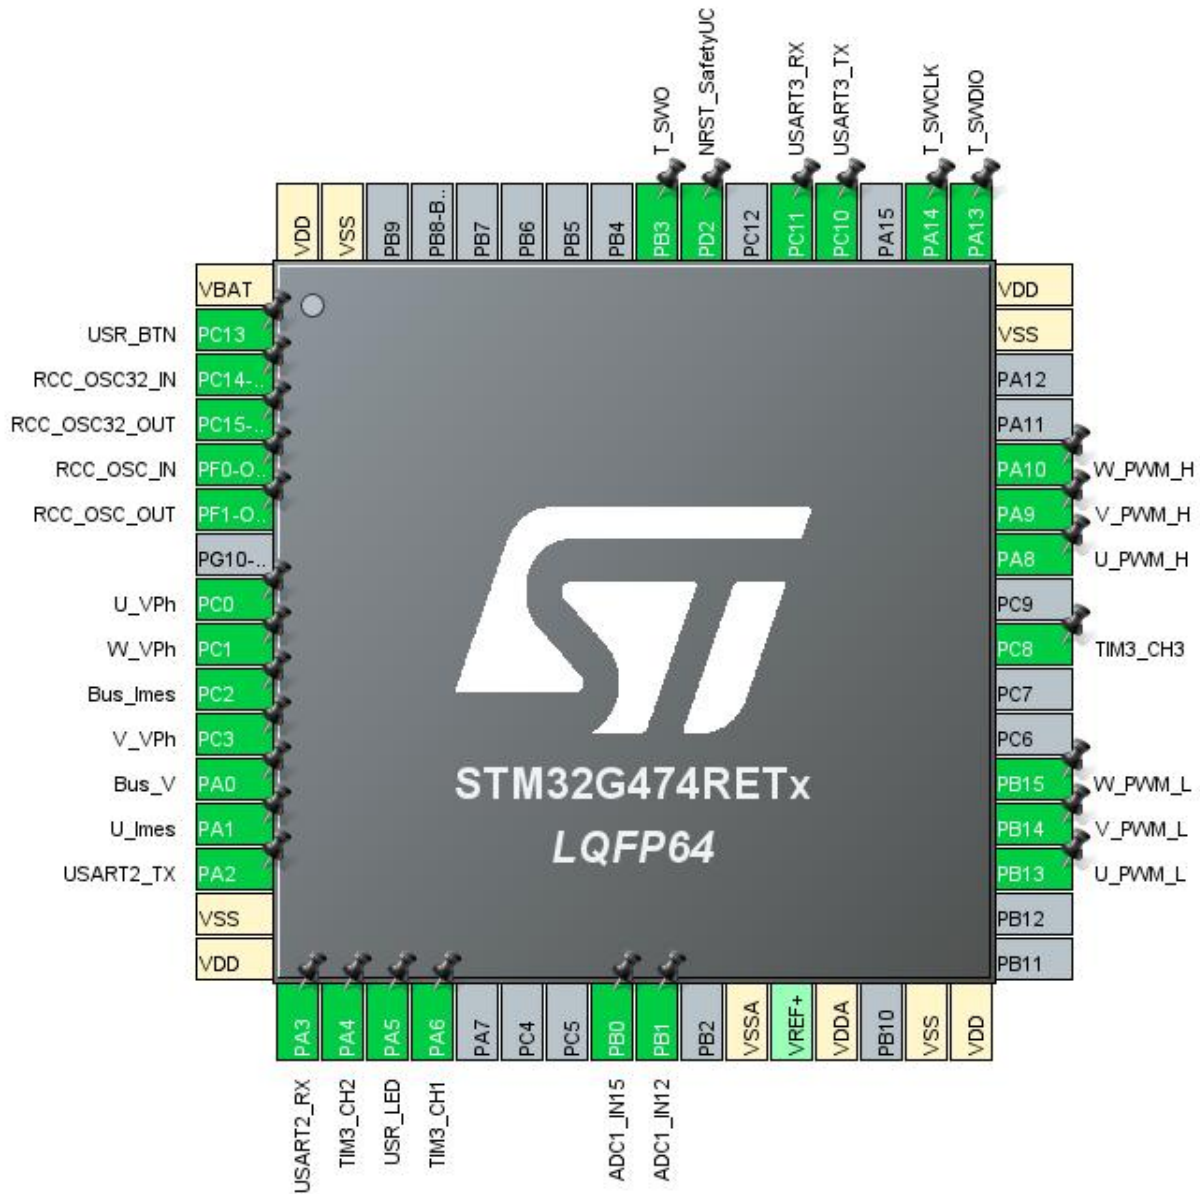 T_SWO
NRST_SafetyUC
USART3_RX
USART3_TX
T_SWCLK
T_SWDIO
VDD
VSS
PB9
PB8-B..
PB7
PB6
PB5
PB4
PB3
PD2
PC12
PC11
PC10
PA15
PA14
PA13
VBAT
USR_BTN PC13
RCC_OSC32_IN PC14-..
RCC_OSC32_OUT PC15-..
RCC_OSC_IN PF0-O..
RCC_OSC_OUT PF1-O..
PG10-..
U_VPh PC0
W_VPh PC1
Bus_Imes PC2
V_VPh PC3
Bus_V PA0
U_Imes PA1
USART2_TX PA2
VSS
VDD
STM32G474RETx
LQFP64
VDD
VSS
PA12
PA11
PA10 W_PWM_H
PA9 V_PWM_H
PA8 U_PWM_H
PC9
PC8 TIM3_CH3
PC7
PC6
PB15 W_PWM_L
PB14 V_PWM_L
PB13 U_PWM_L
PB12
PB11
PA3
PA4
PA5
PA6
PA7
PC4
PC5
PB0
PB1
PB2
VSSA
VREF+
VDDA
PB10
VSS
VDD
USART2_RX
TIM3_CH2
USR_LED
TIM3_CH1
ADC1_IN15
ADC1_IN12